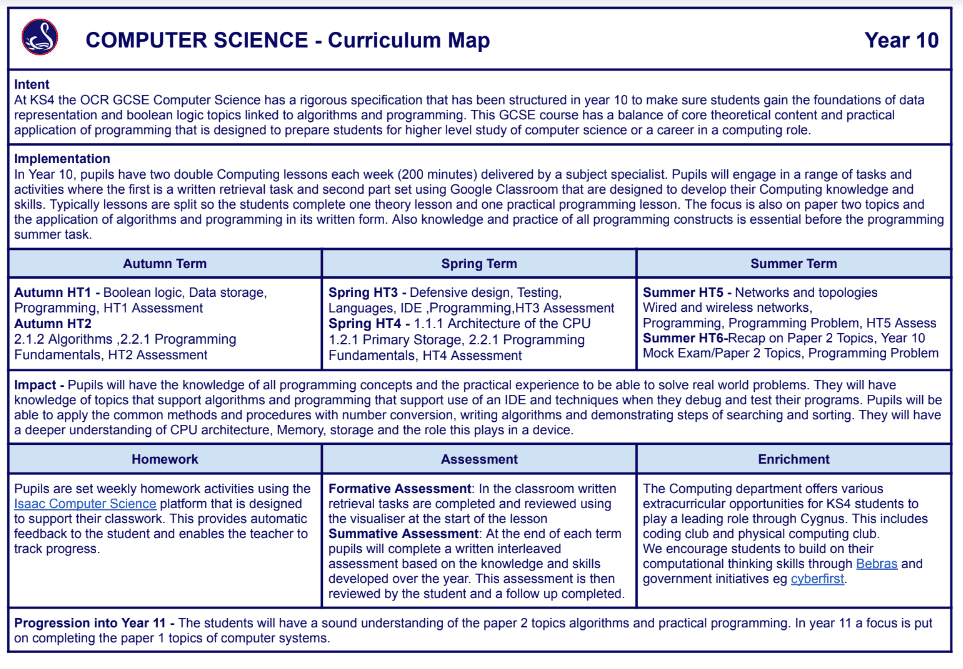 COMPUTER SCIENCE - Curriculum Map
Year 10
Intent
At KS4 the OCR GCSE Computer Science has a rigorous specification that has been structured in year 10 to make sure students gain the foundations of data
representation and boolean logic topics linked to algorithms and programming. This GCSE course has a balance of core theoretical content and practical
application of programming that is designed to prepare students for higher level study of computer science or a career in a computing role.
Implementation
In Year 10, pupils have two double Computing lessons each week (200 minutes) delivered by a subject specialist. Pupils will engage in a range of tasks and
activities where the first is a written retrieval task and second part set using Google Classroom that are designed to develop their Computing knowledge and
skills. Typically lessons are split so the students complete one theory lesson and one practical programming lesson. The focus is also on paper two topics and
the application of algorithms and programming in its written form. Also knowledge and practice of all programming constructs is essential before the programming
summer task.
Autumn Term
Autumn HT1 - Boolean logic, Data storage,
Programming, HT1 Assessment
Autumn HT2
2.1.2 Algorithms ,2.2.1 Programming
Fundamentals, HT2 Assessment
Spring Term
Spring HT3 - Defensive design, Testing,
Languages, IDE ,Programming,HT3 Assessment
Spring HT4 - 1.1.1 Architecture of the CPU
1.2.1 Primary Storage, 2.2.1 Programming
Fundamentals, HT4 Assessment
Summer Term
Summer HT5 - Networks and topologies
Wired and wireless networks,
Programming, Programming Problem, HT5 Assess
Summer HT6-Recap on Paper 2 Topics, Year 10
Mock Exam/Paper 2 Topics, Programming Problem
Impact - Pupils will have the knowledge of all programming concepts and the practical experience to be able to solve real world problems. They will have
knowledge of topics that support algorithms and programming that support use of an IDE and techniques when they debug and test their programs. Pupils will be
able to apply the common methods and procedures with number conversion, writing algorithms and demonstrating steps of searching and sorting. They will have
a deeper understanding of CPU architecture, Memory, storage and the role this plays in a device.
Homework
Pupils are set weekly homework activities using the
Isaac Computer Science platform that is designed
to support their classwork. This provides automatic
feedback to the student and enables the teacher to
track progress.
Assessment
Formative Assessment: In the classroom written
retrieval tasks are completed and reviewed using
the visualiser at the start of the lesson
Summative Assessment: At the end of each term
pupils will complete a written interleaved
assessment based on the knowledge and skills
developed over the year. This assessment is then
reviewed by the student and a follow up completed.
Enrichment
The Computing department offers various
extracurricular opportunities for KS4 students to
play a leading role through Cygnus. This includes
coding club and physical computing club.
We encourage students to build on their
computational thinking skills through Bebras and
government initiatives eg cyberfirst.
Progression into Year 11 - The students will have a sound understanding of the paper 2 topics algorithms and practical programming. In year 11 a focus is put
on completing the paper 1 topics of computer systems.